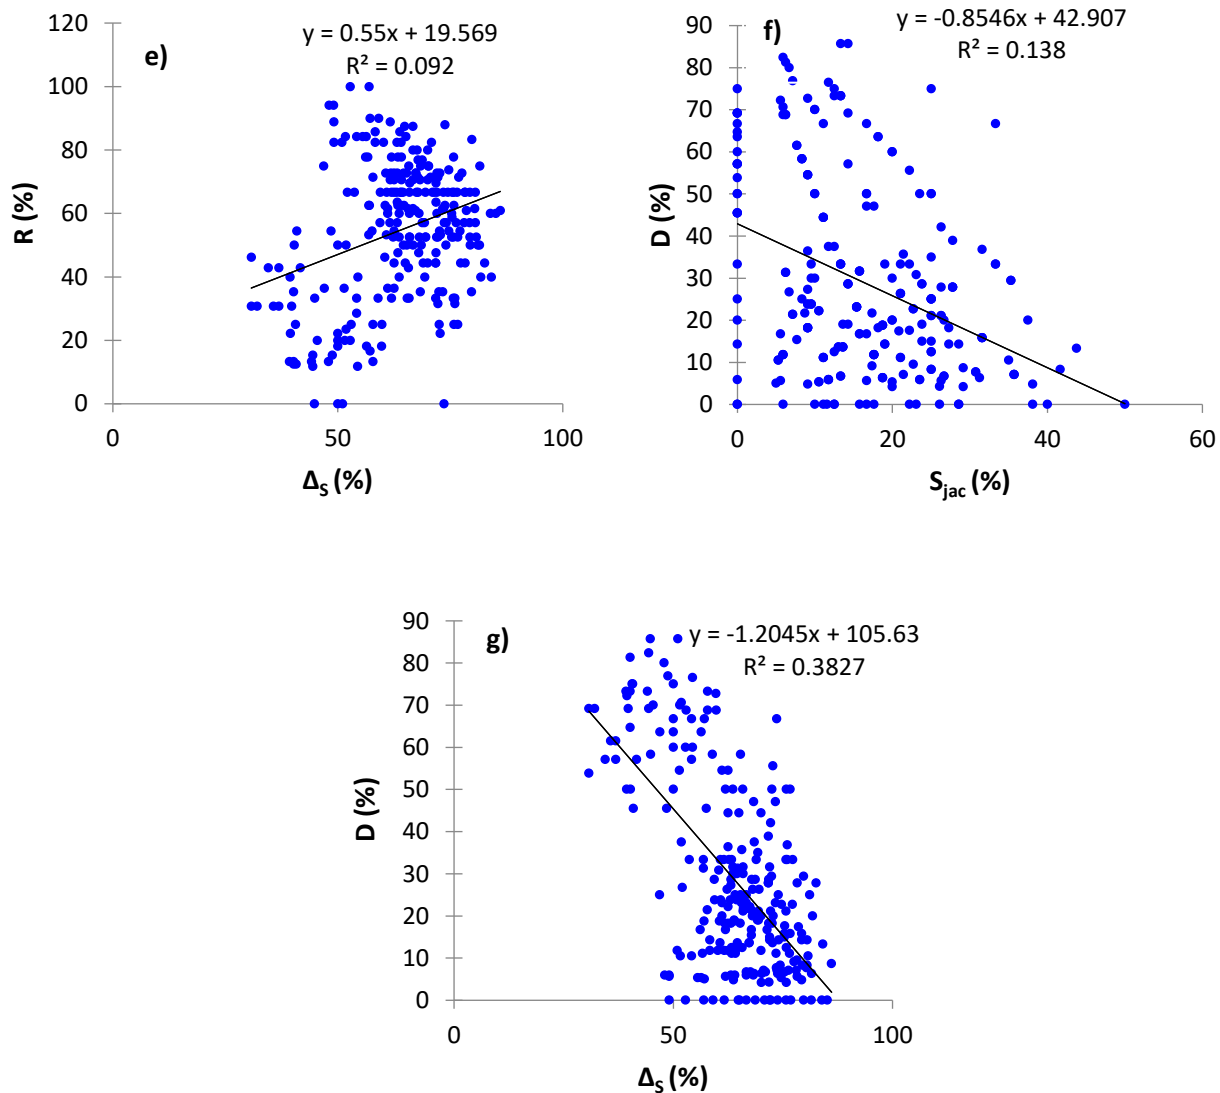 e)
y = 0.55x + 19.569
R² = 0.092
120
100
80
60
40
20
0
R (%)
0 50 100
ΔS (%)
f)
y = -0.8546x + 42.907
R² = 0.138
90
80
70
60
50
40
30
20
10
0
D (%)
0 20 40 60
Sjac (%)
g)
y = -1.2045x + 105.63
R² = 0.3827
90
80
70
60
50
40
30
20
10
0
D (%)
0 50 100
ΔS (%)